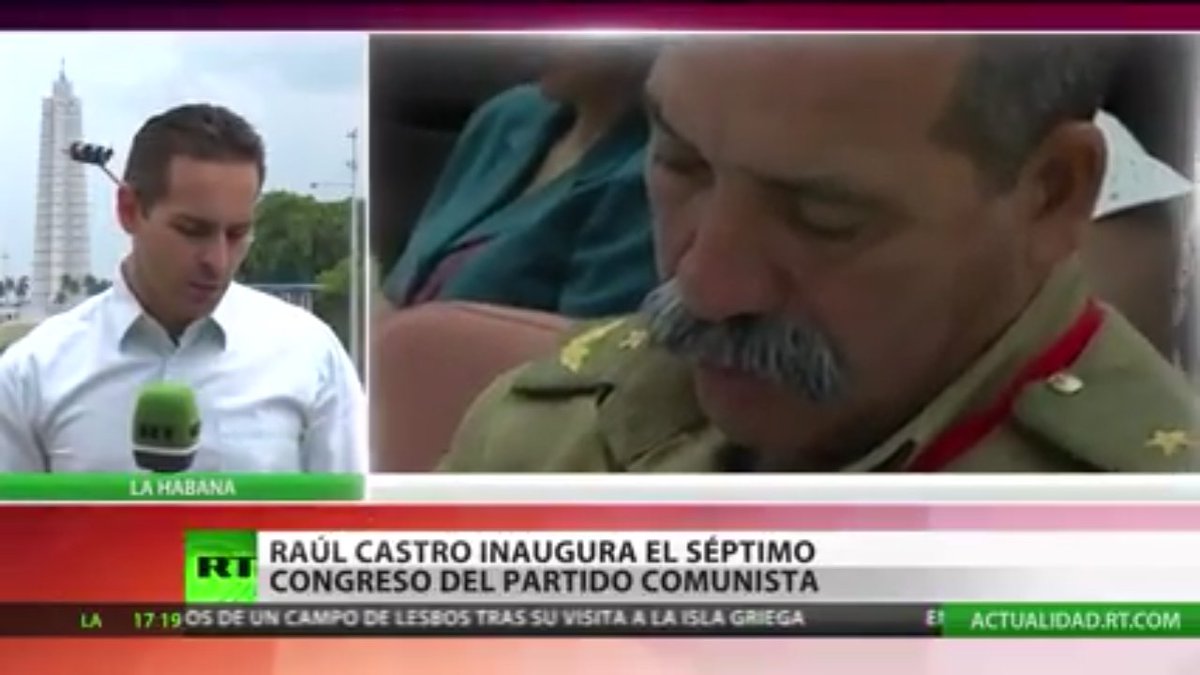 RT
LA HABANA
RT
RAÚL CASTRO INAUGURA EL SÉPTIMO
CONGRESO DEL PARTIDO COMUNISTA
LA 17:19 OS DE UN CAMPO DE LESBOS TRAS SU VISITA A LA ISLA GRIEGA
ACTUALIDAD.RT.COM